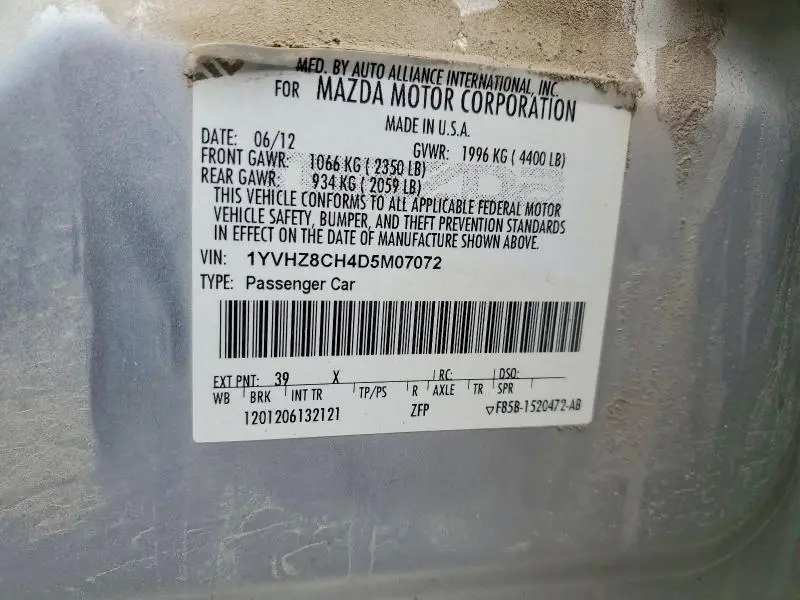 MFD. BY AUTO ALLIANCE INTERNATIONAL, INC.
FOR MAZDA MOTOR CORPORATION
MADE IN U.S.A.
DATE: 06/12 GVWR: 1996 KG ( 4400 LB)
FRONT GAWR: 1066 KG ( 2350 LB)
REAR GAWR: 934 KG ( 2059 LB)
THIS VEHICLE CONFORMS TO ALL APPLICABLE FEDERAL MOTOR
VEHICLE SAFETY, BUMPER, AND THEFT PREVENTION STANDARDS
IN EFFECT ON THE DATE OF MANUFACTURE SHOWN ABOVE.
VIN: 1YVHZ8CH4D5M07072
TYPE: Passenger Car
EXT PNT: 39 X RC: DSO:
WB BRK INT TR TP/PS R AXLE TR SPR
1201206132121 ZFP ▽F85B-1520472-AB